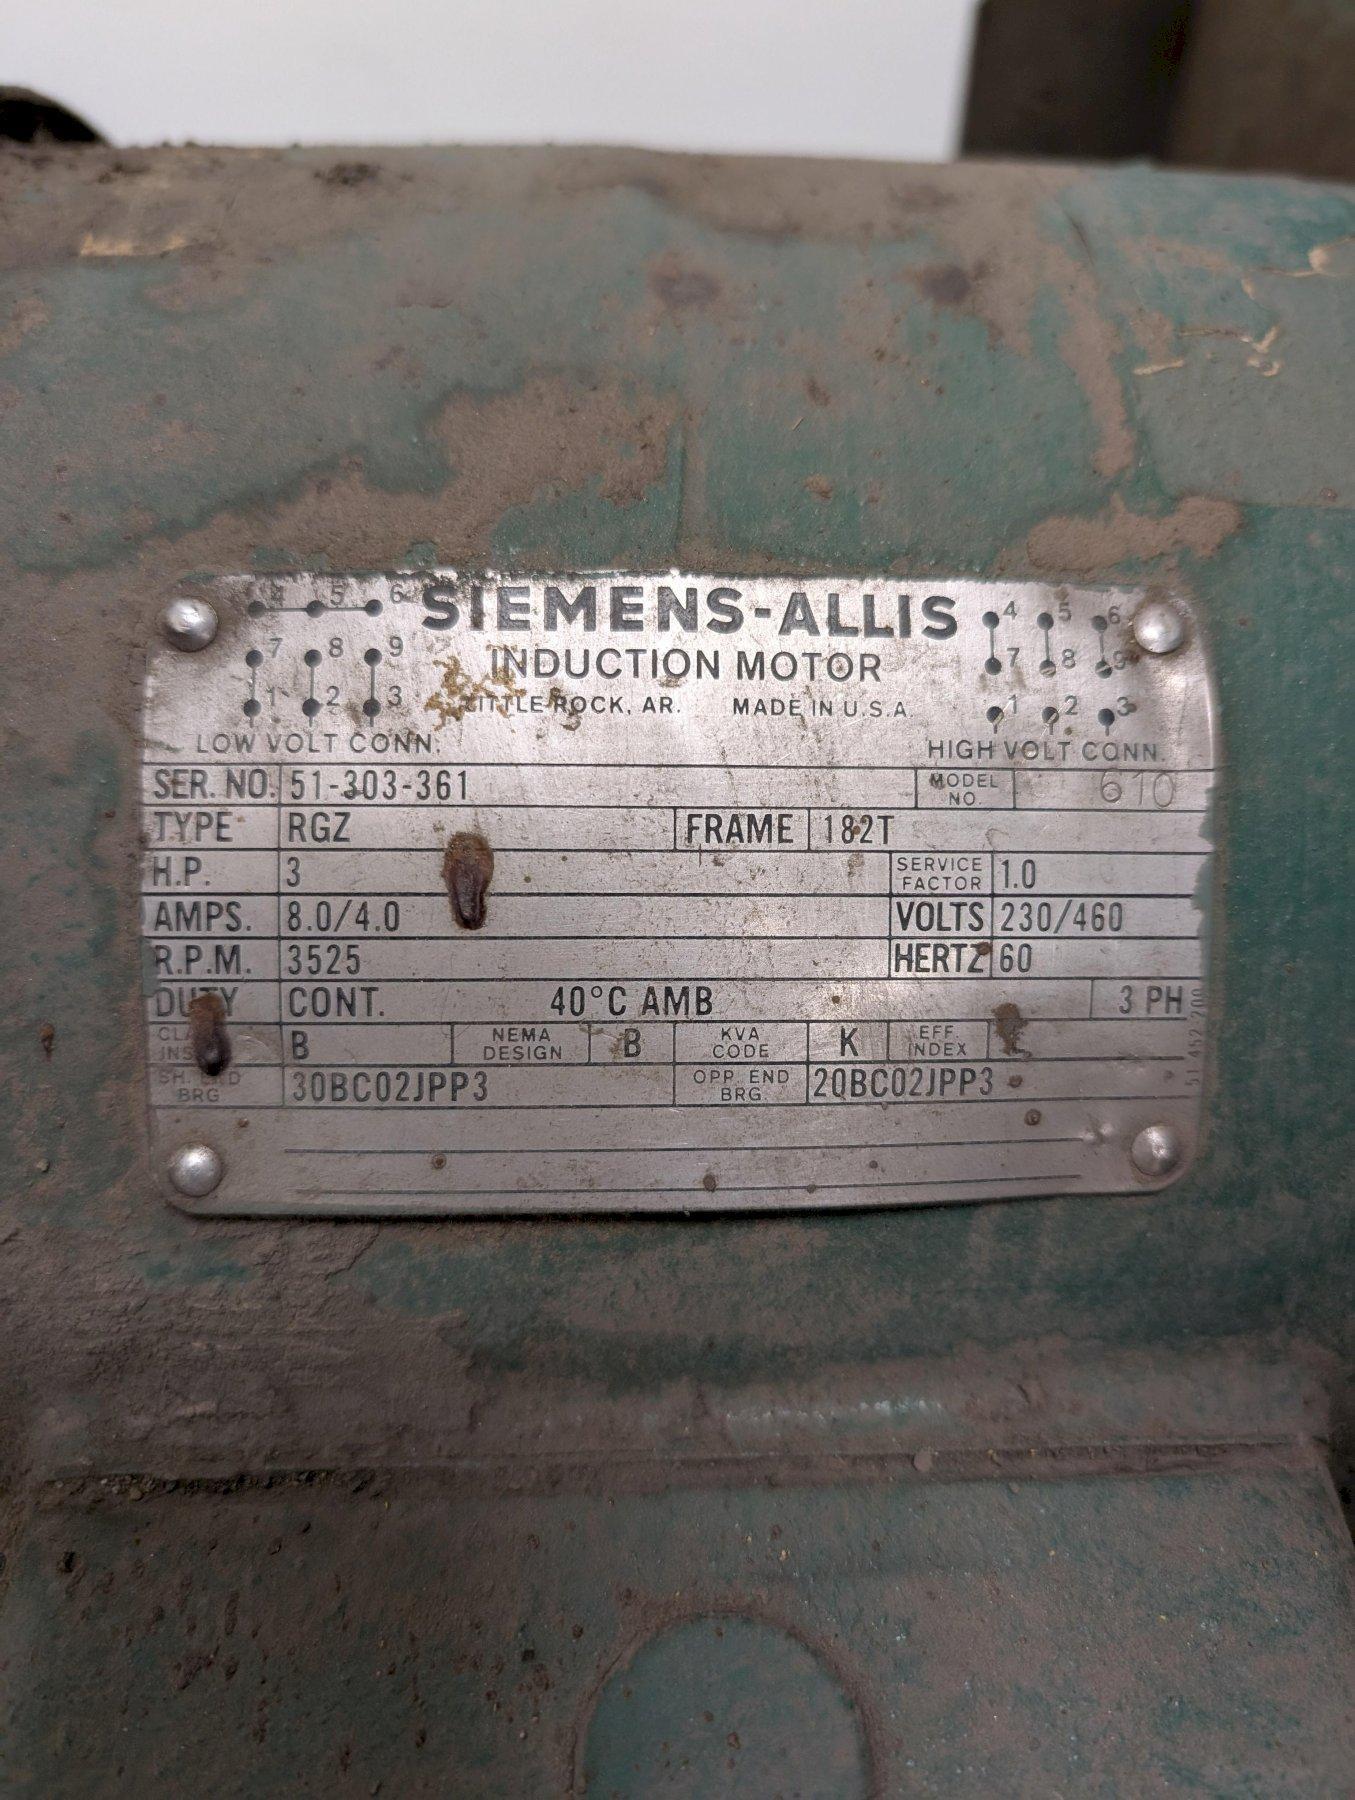 4 5 6 SIEMENS-ALLIS 4 5 6
7 8 9 INDUCTION MOTOR 7 8 9
1 2 3 LITTLE ROCK, AR. MADE IN U.S.A. 1 2 3
LOW VOLT CONN. HIGH VOLT CONN.
SER. NO. 51-303-361 MODEL NO. 610
TYPE RGZ FRAME 182T
H.P. 3 SERVICE FACTOR 1.0
AMPS. 8.0/4.0 VOLTS 230/460
R.P.M. 3525 HERTZ 60
DUTY CONT. 40°C AMB 3 PH
B NEMA DESIGN B KVA CODE K EFF. INDEX
SH. END BRG 30BC02JPP3 OPP. END BRG. 20BC02JPP3